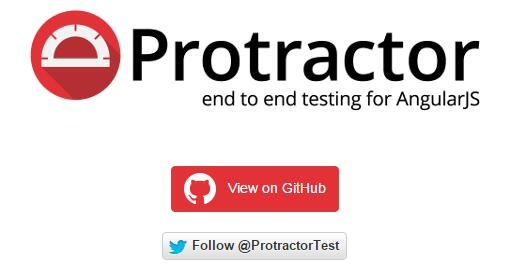 Protractor
end to end testing for AngularJS
View on GitHub
Follow @ProtractorTest